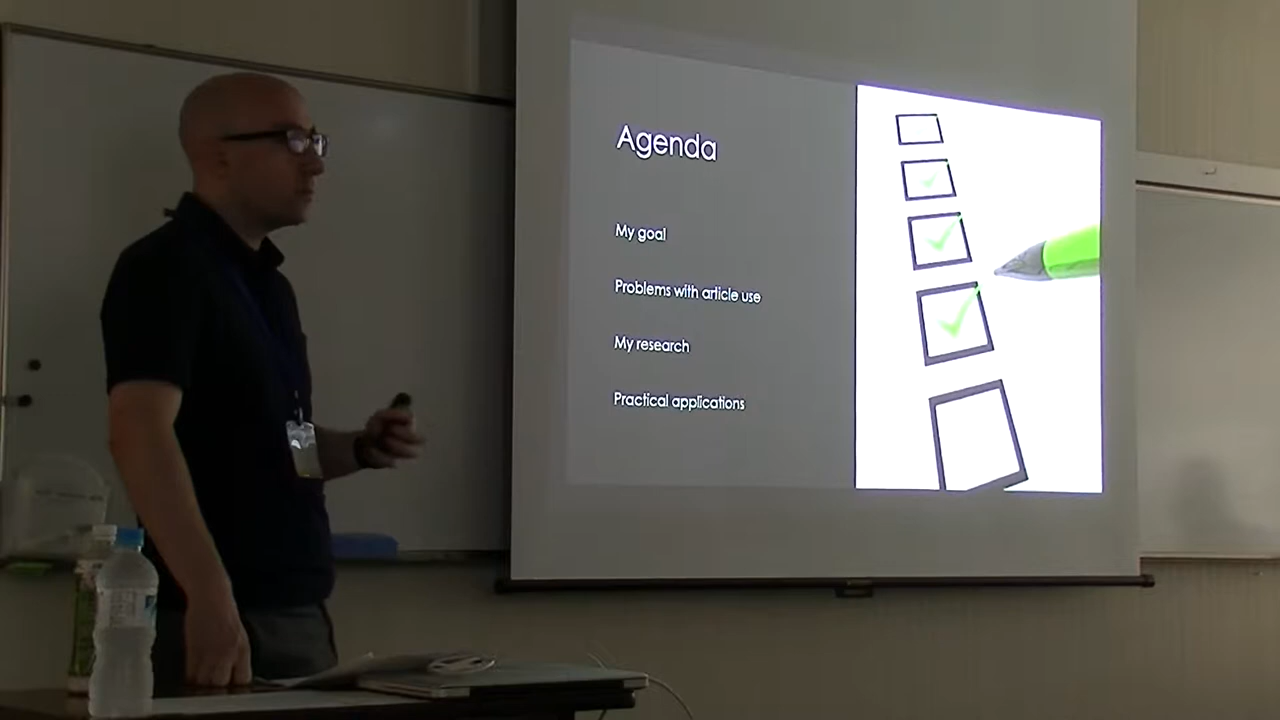 Agenda
My goal
Problems with article use
My research
Practical applications